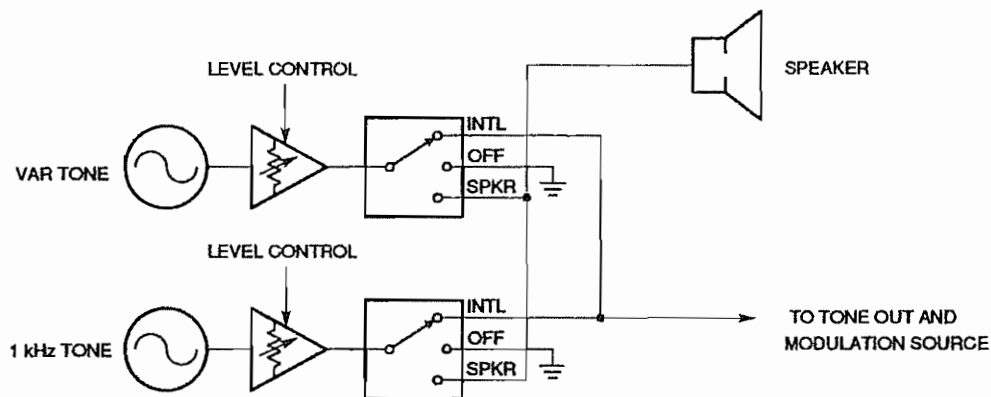 SPEAKER
LEVEL CONTROL
VAR TONE
INTL
OFF
SPKR
LEVEL CONTROL
1 kHz TONE
INTL
OFF
SPKR
TO TONE OUT AND
MODULATION SOURCE